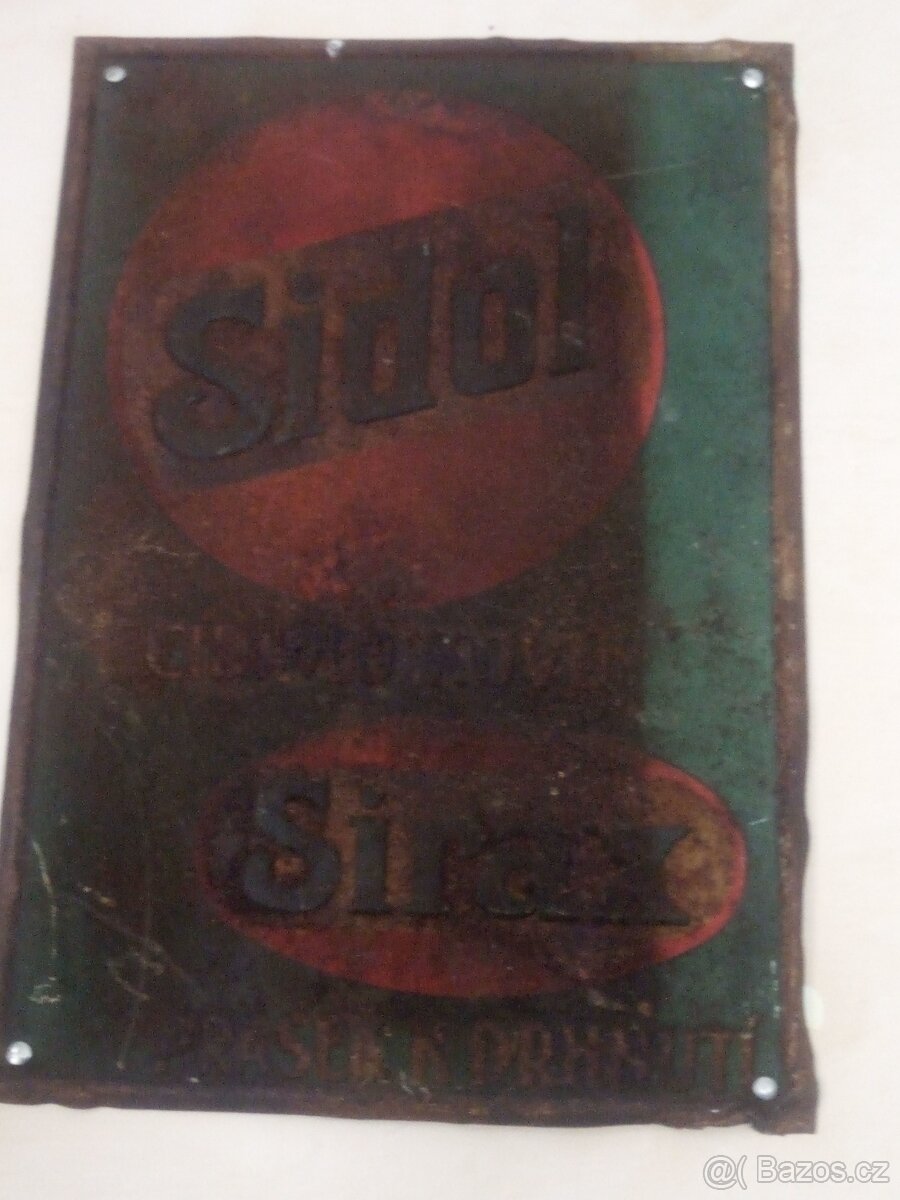 Sidol
Sirax
PRÁŠEK K DRHNUTÍ
@( Bazos.cz